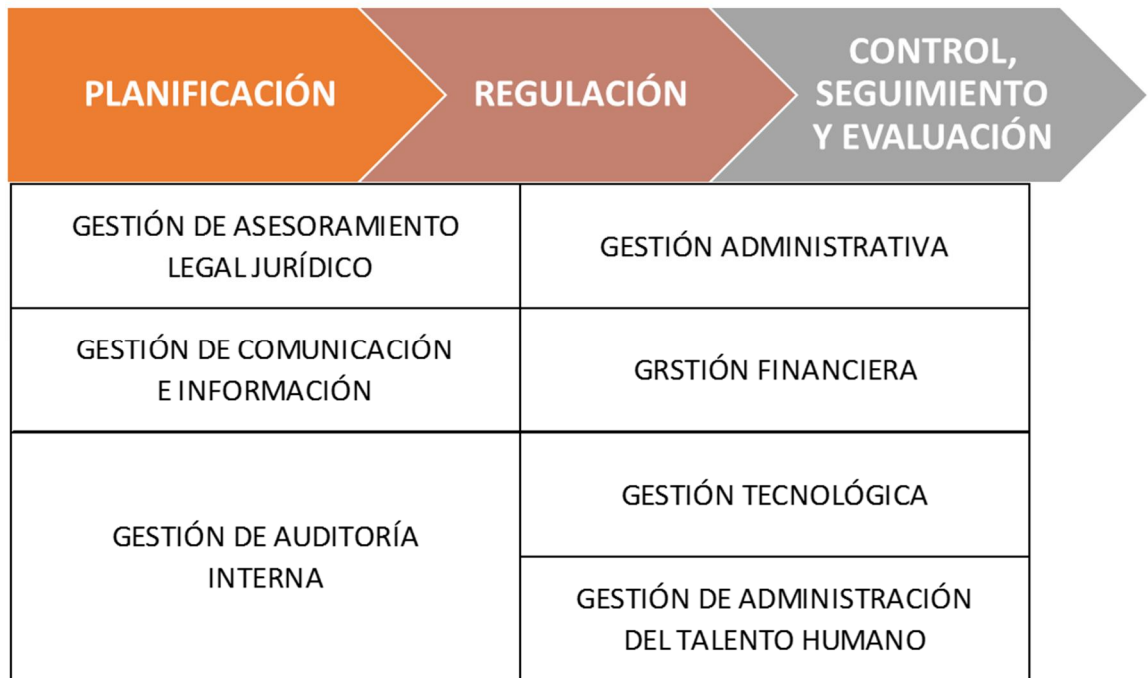 PLANIFICACIÓN
REGULACIÓN
CONTROL,
SEGUIMIENTO
Y EVALUACIÓN
GESTIÓN DE ASESORAMIENTO
LEGAL JURÍDICO
GESTIÓN ADMINISTRATIVA
GESTIÓN DE COMUNICACIÓN
E INFORMACIÓN
GRSTIÓN FINANCIERA
GESTIÓN DE AUDITORÍA
INTERNA
GESTIÓN TECNOLÓGICA
GESTIÓN DE ADMINISTRACIÓN
DEL TALENTO HUMANO